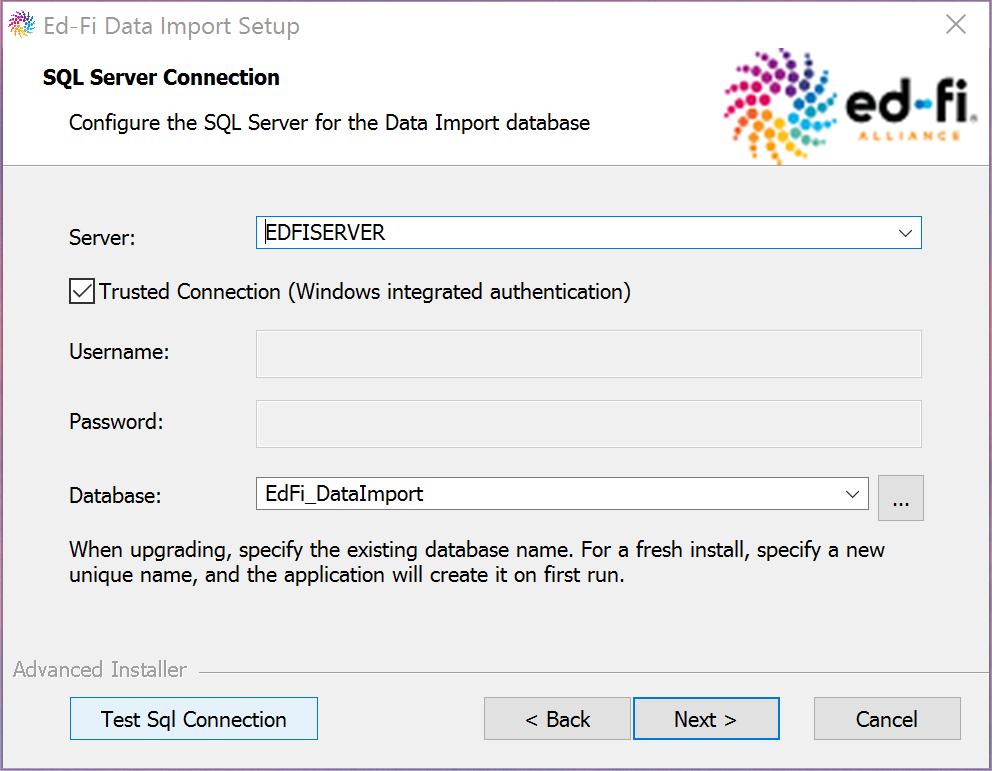 Ed-Fi Data Import Setup
SQL Server Connection
Configure the SQL Server for the Data Import database
ed-fi®
ALLIANCE
Server:
EDFISERVER
Trusted Connection (Windows integrated authentication)
Username:
Password:
Database:
EdFi_DataImport
...
When upgrading, specify the existing database name. For a fresh install, specify a new
unique name, and the application will create it on first run.
Advanced Installer
Test Sql Connection
< Back
Next >
Cancel